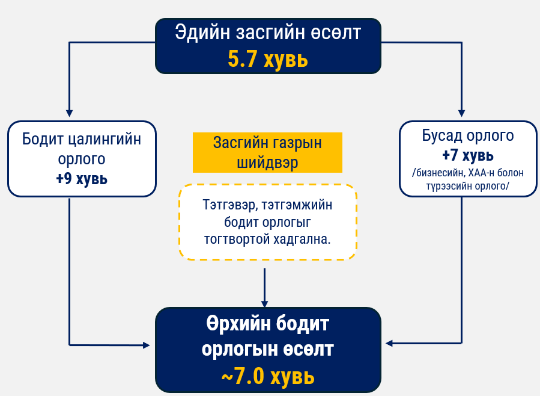 Эдийн засгийн өсөлт
5.7 хувь
Бодит цалингийн
орлого
+9 хувь
Засгийн газрын
шийдвэр
Тэтгэвэр, тэтгэмжийн
бодит орлогыг
тогтвортой хадгална.
Бусад орлого
+7 хувь
/бизнесийн, ХАА-н болон
түрээсийн орлого/
Өрхийн бодит
орлогын өсөлт
~7.0 хувь